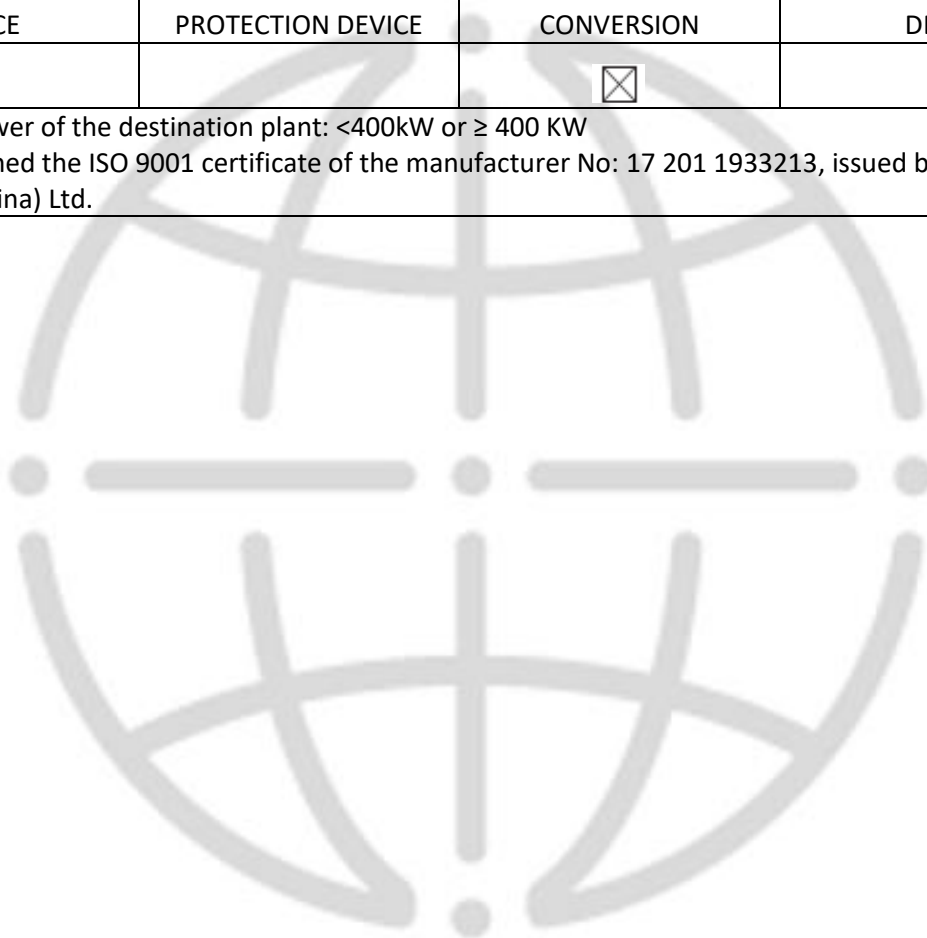 CE PROTECTION DEVICE CONVERSION DI
wer of the destination plant: <400kW or ≥ 400 KW
ned the ISO 9001 certificate of the manufacturer No: 17 201 1933213, issued b
ina) Ltd.